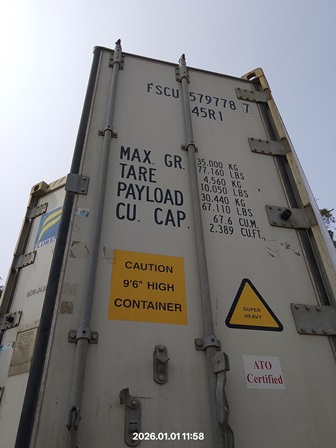 FSCU 579778 7
45R1
MAX. GR. 35.000 KG
77.160 LBS
TARE 4.560 KG
10.050 LBS
PAYLOAD 30.440 KG
67.110 LBS
CU. CAP. 67.6 CU.M.
2.389 CU.FT.
CAUTION
9'6" HIGH
CONTAINER
SUPER
HEAVY
ATO
Certified
2026.01.01 11:58